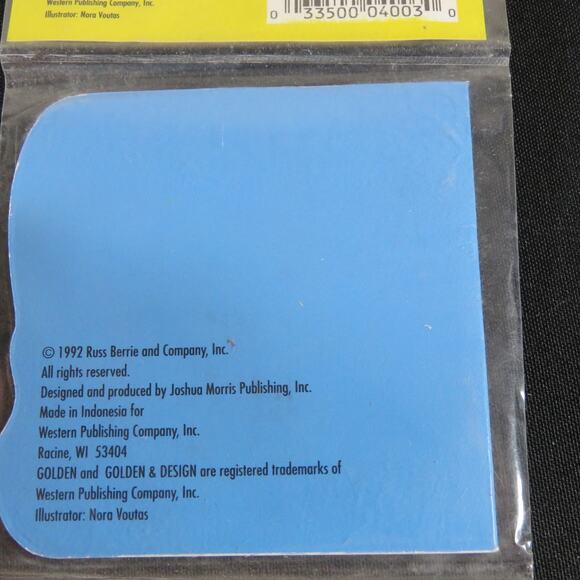 Western Publishing Company, Inc.
Illustrator: Nora Voutas
0 33500 04003 0
© 1992 Russ Berrie and Company, Inc.
All rights reserved.
Designed and produced by Joshua Morris Publishing, Inc.
Made in Indonesia for
Western Publishing Company, Inc.
Racine, WI 53404
GOLDEN and GOLDEN & DESIGN are registered trademarks of
Western Publishing Company, Inc.
Illustrator: Nora Voutas